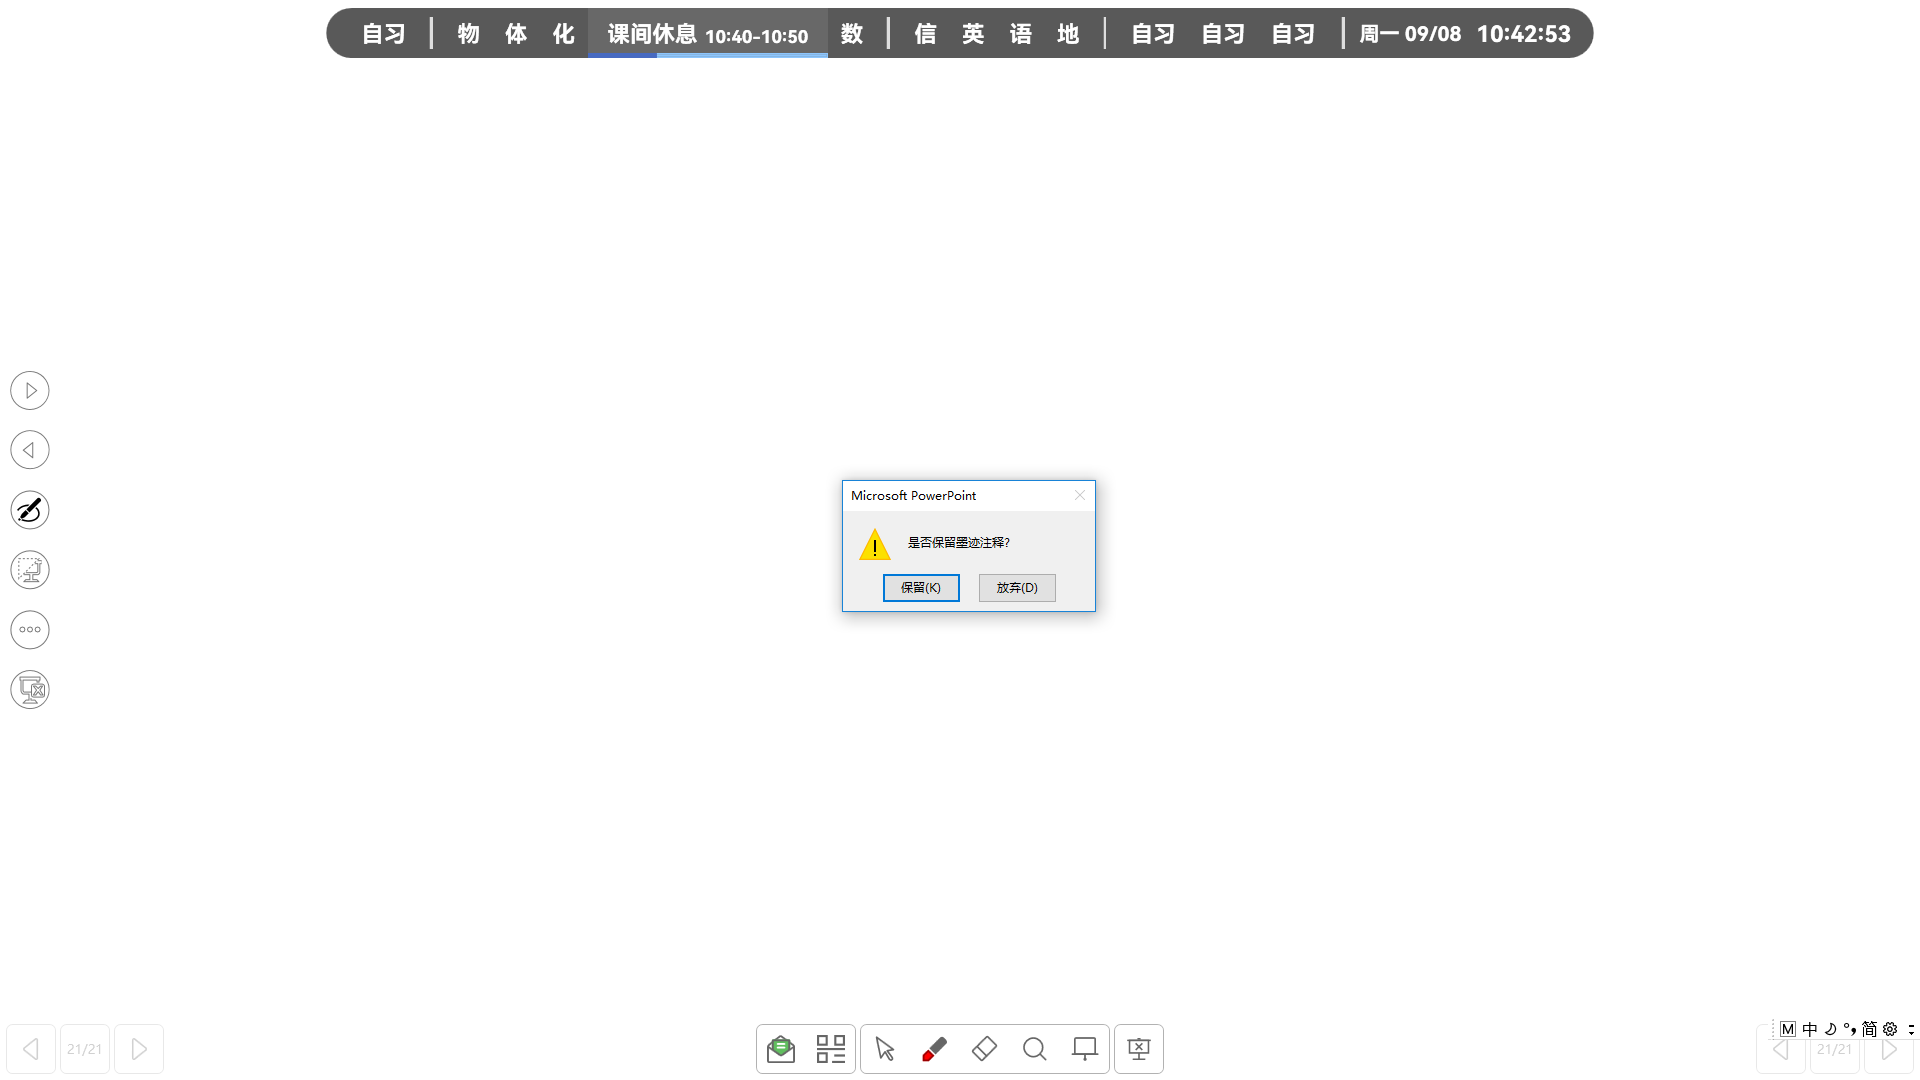 自习 | 物 体 化 课间休息 10:40-10:50 数 | 信 英 语 地 | 自习 自习 自习 | 周一 09/08 10:42:53
Microsoft PowerPoint
是否保留墨迹注释?
保留(K) 放弃(D)
M 中 简
21/21 21/21